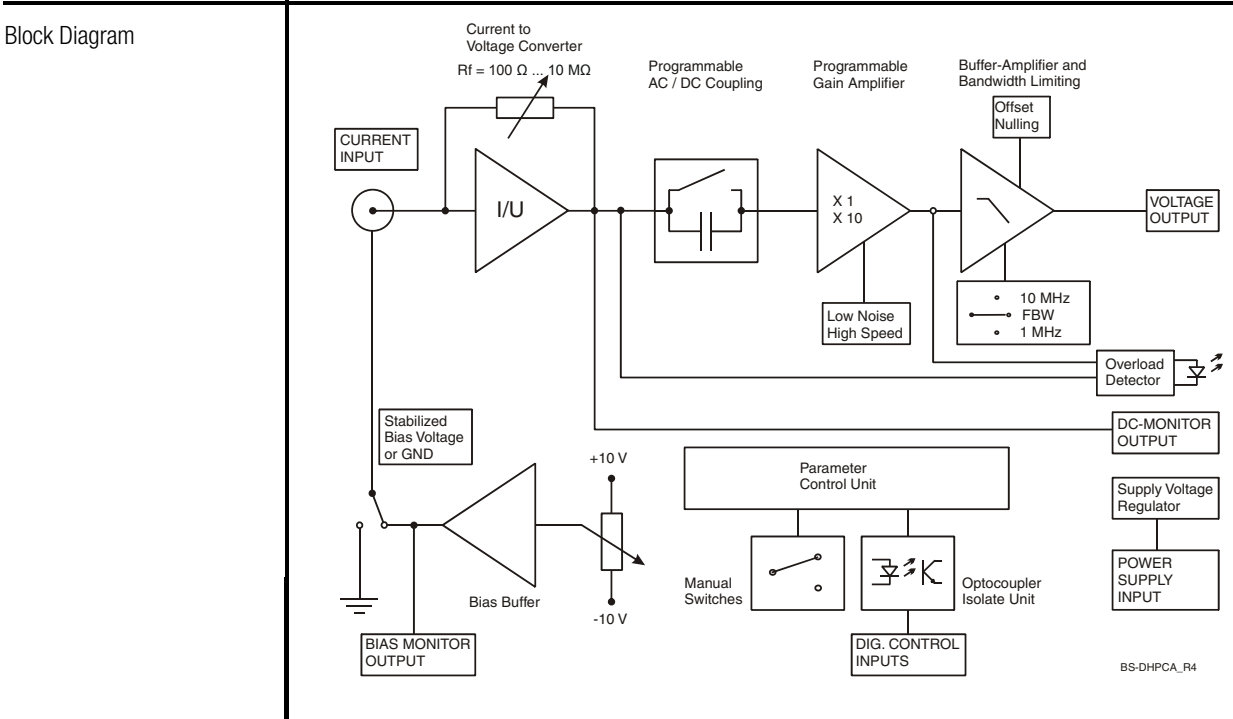 Block Diagram
Current to
Voltage Converter
Rf = 100 Ω ... 10 MΩ
Programmable
AC / DC Coupling
Programmable
Gain Amplifier
Buffer-Amplifier and
Bandwidth Limiting
Offset
Nulling
CURRENT
INPUT
I/U
X 1
X 10
VOLTAGE
OUTPUT
Low Noise
High Speed
10 MHz
FBW
1 MHz
Overload
Detector
Stabilized
Bias Voltage
or GND
DC-MONITOR
OUTPUT
+10 V
Parameter
Control Unit
Supply Voltage
Regulator
Manual
Switches
Optocoupler
Isolate Unit
POWER
SUPPLY
INPUT
Bias Buffer
-10 V
BIAS MONITOR
OUTPUT
DIG. CONTROL
INPUTS
BS-DHPCA_R4